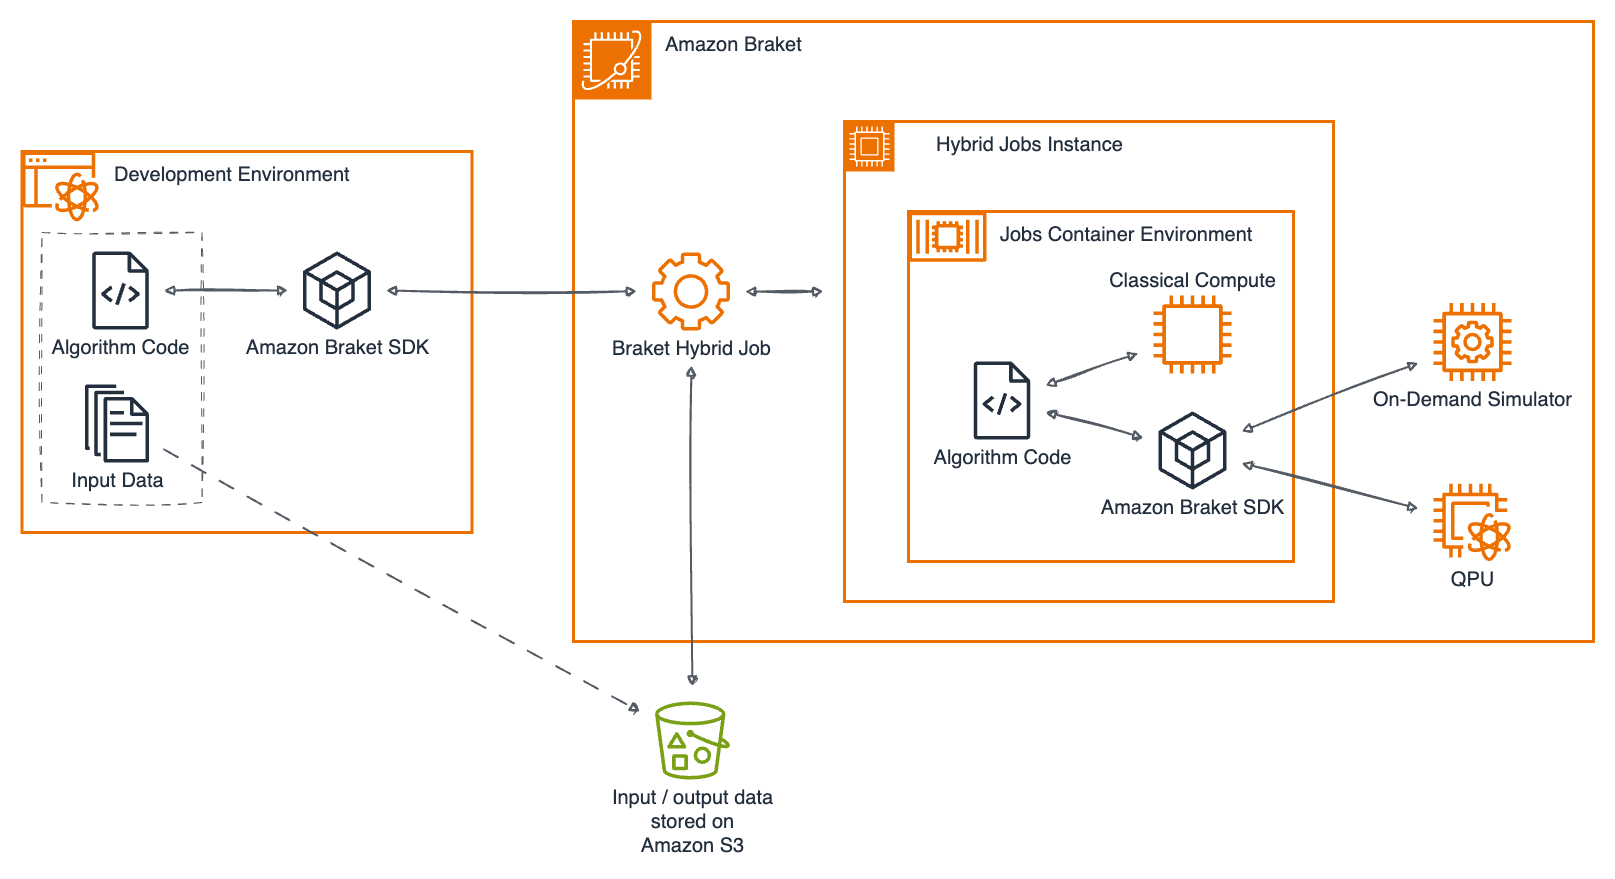 Amazon Braket
Hybrid Jobs Instance
Development Environment
Jobs Container Environment
Classical Compute
</>
Algorithm Code
Amazon Braket SDK
Braket Hybrid Job
</>
Algorithm Code
Amazon Braket SDK
On-Demand Simulator
Input Data
QPU
Input / output data
stored on
Amazon S3